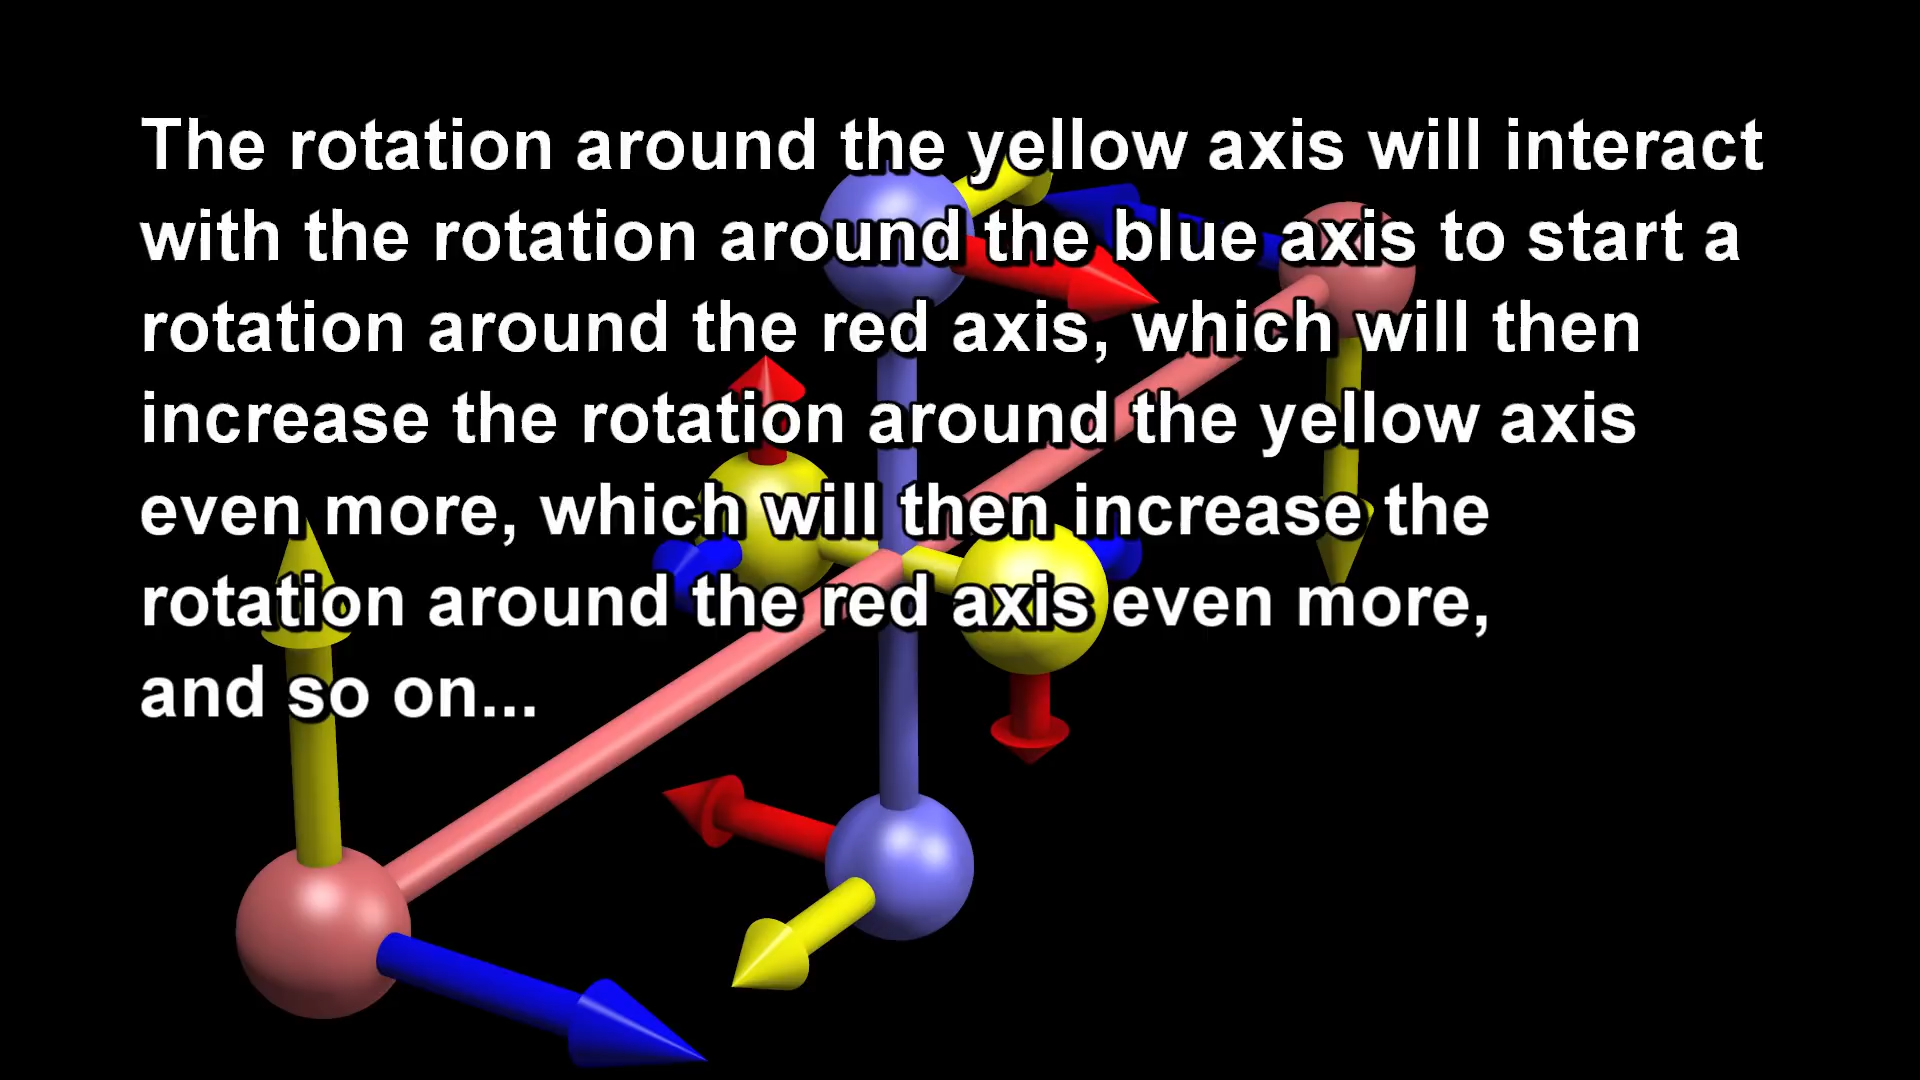 The rotation around the yellow axis will interact
with the rotation around the blue axis to start a
rotation around the red axis, which will then
increase the rotation around the yellow axis
even more, which will then increase the
rotation around the red axis even more,
and so on...